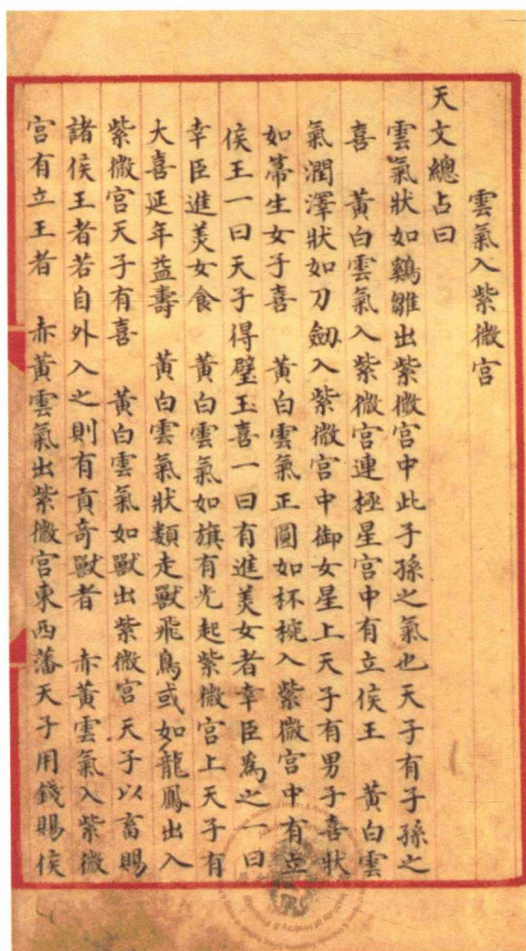 雲氣入紫微宮
天文總占曰
雲氣狀如鷄雛出紫微宮中此子孫之氣也天子有子孫之
喜　黃白雲氣入紫微宮連極星宮中有立侯王　黃白雲
氣潤澤狀如刀劒入紫微宮中御女星上天子有男子喜狀
如箒生女子喜　黃白雲氣正圓如杯椀入紫微宮中有立
侯王一曰天子得璧玉喜一曰有進美女者幸臣爲之一曰
幸臣進美女食　黃白雲氣如旗有光起紫微宮上天子有
大喜延年益壽　黃白雲氣狀類走獸飛鳥或如龍鳳出入
紫微宮天子有喜　黃白雲氣如獸出紫微宮天子以畜賜
諸侯王者若自外入之則有貢奇獸者　赤黃雲氣入紫微
宮有立王者　赤黃雲氣出紫微宮東西藩天子用錢賜侯